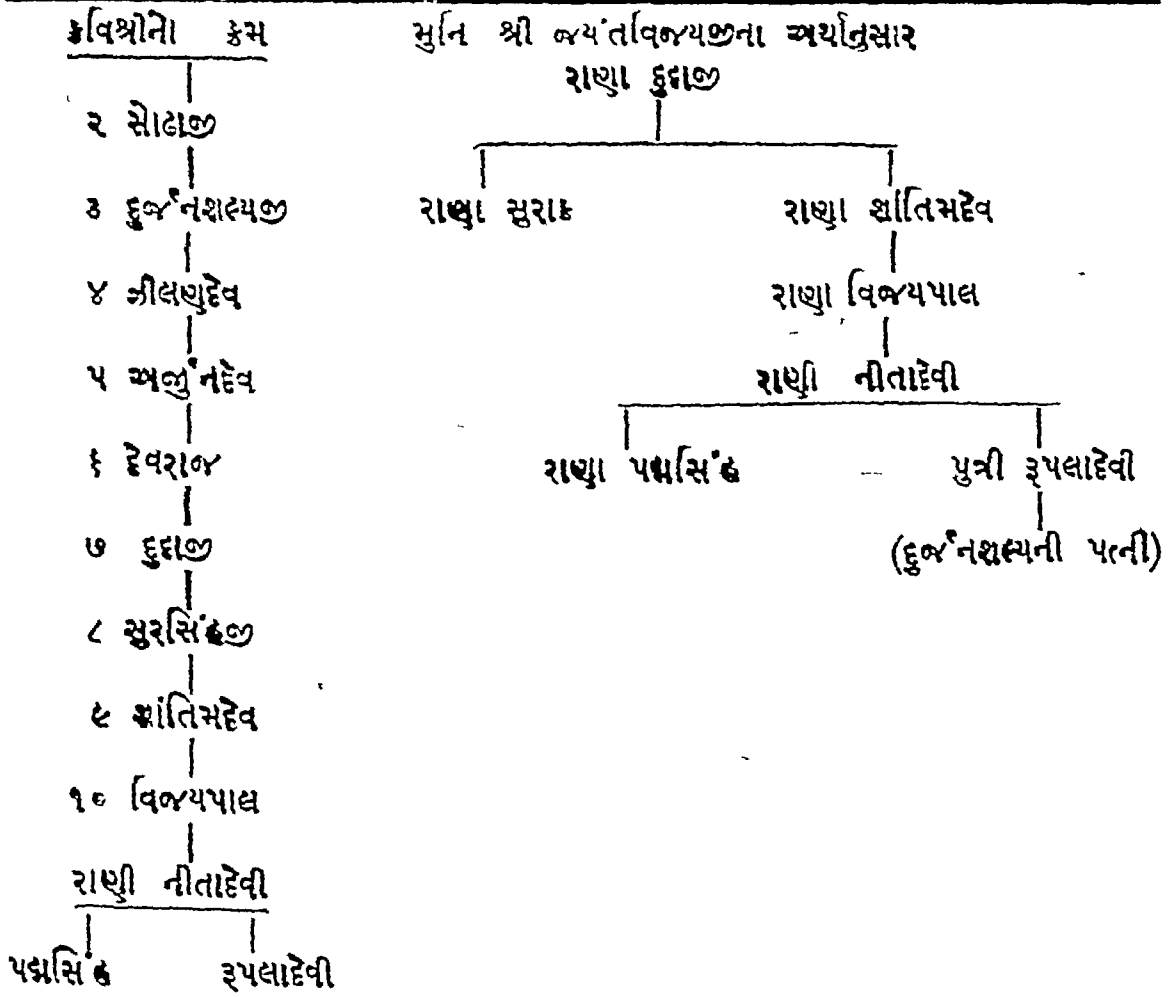 કવિશ્રીનો ક્રમ
૨ સોઢાજી
૩ દુર્જનશલ્યજી
૪ ઝીલણદેવ
૫ અર્જુનદેવ
૬ દેવરાજ
૭ દુદાજી
૮ સુરસિંહજી
૯ શાંતિમદેવ
૧૦ વિજયપાલ
રાણી નીતાદેવી
પદ્મસિંહ રૂપલાદેવી
મુનિ શ્રી જયંતવિજયજીના અર્થાનુસાર
રાણા દુદાજી
રાણા સુરાક રાણા શાંતિમદેવ
રાણા વિજયપાલ
રાણી નીતાદેવી
રાણા પદ્મસિંહ પુત્રી રૂપલાદેવી
(દુર્જનશલ્યની પત્ની)